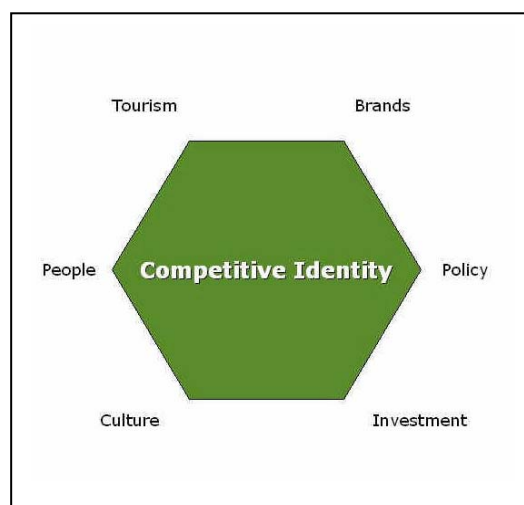 Tourism
Brands
People
Competitive Identity
Policy
Culture
Investment